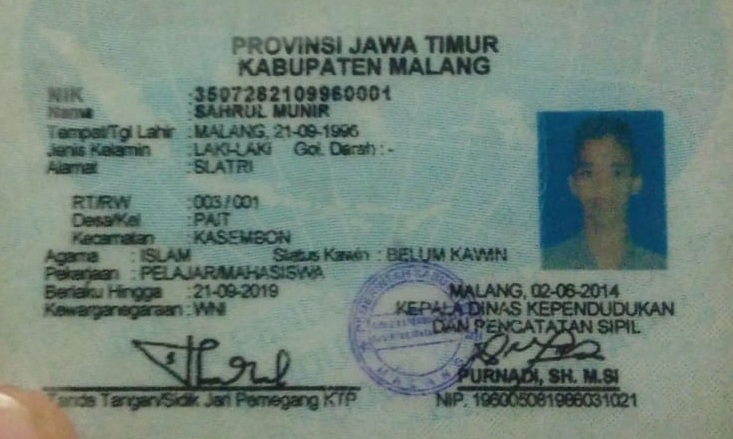 PROVINSI JAWA TIMUR
KABUPATEN MALANG
NIK : 3507282109960001
Nama : SAHRUL MUNIR
Tempat/Tgl Lahir : MALANG, 21-09-1996
Jenis Kelamin : LAKI-LAKI Gol. Darah : -
Alamat : SLATRI
RT/RW : 003 / 001
Desa/Kel : PAIT
Kecamatan : KASEMBON
Agama : ISLAM Status Kawin : BELUM KAWIN
Pekerjaan : PELAJAR/MAHASISWA
Berlaku Hingga : 21-09-2019
Kewarganegaraan : WNI
MALANG, 02-06-2014
KEPALA DINAS KEPENDUDUKAN
DAN PENCATATAN SIPIL
PURNADI, SH. M.SI
NIP. 196005081986031021
Tanda Tangan/Sidik Jari Pemegang KTP
MALANG